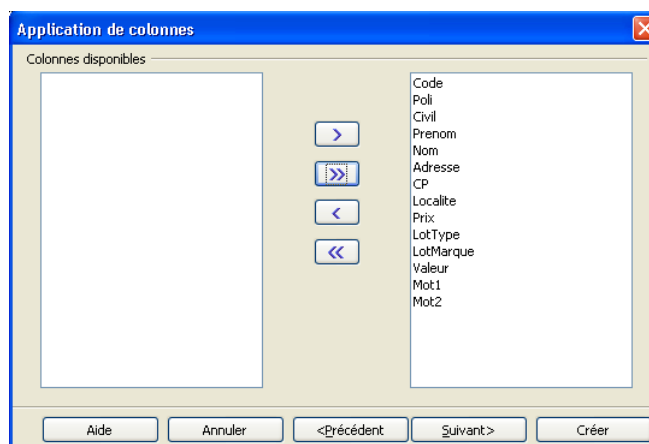 Application de colonnes
Colonnes disponibles
Code
Poli
Civil
Prenom
Nom
Adresse
CP
Localite
Prix
LotType
LotMarque
Valeur
Mot1
Mot2
>
>>
<
<<
Aide
Annuler
<Précédent
Suivant>
Créer